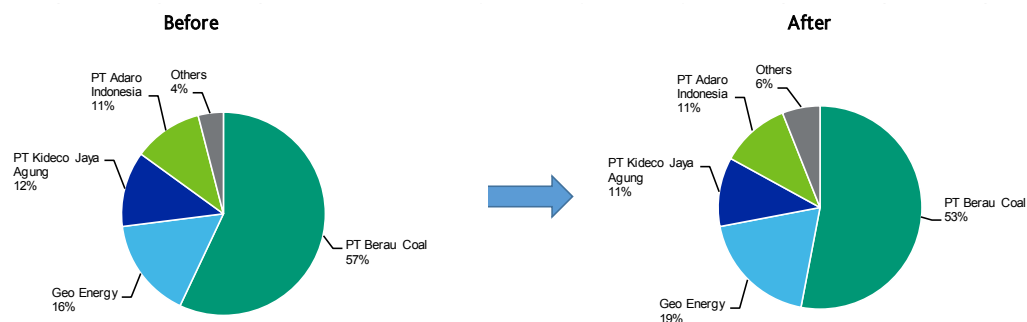 Before
Others
4%
PT Adaro
Indonesia
11%
PT Kideco Jaya
Agung
12%
Geo Energy
16%
PT Berau Coal
57%
After
Others
6%
PT Adaro
Indonesia
11%
PT Kideco Jaya
Agung
11%
Geo Energy
19%
PT Berau Coal
53%